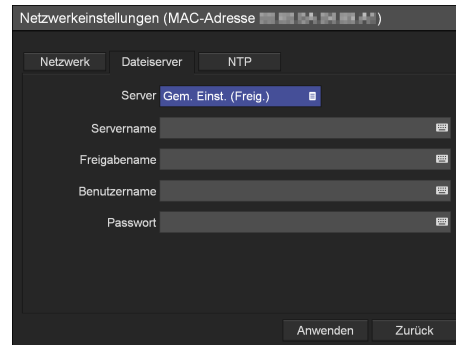 Netzwerkeinstellungen (MAC-Adresse )
Netzwerk Dateiserver NTP
Server Gem. Einst. (Freig.)
Servername
Freigabename
Benutzername
Passwort
Anwenden Zurück